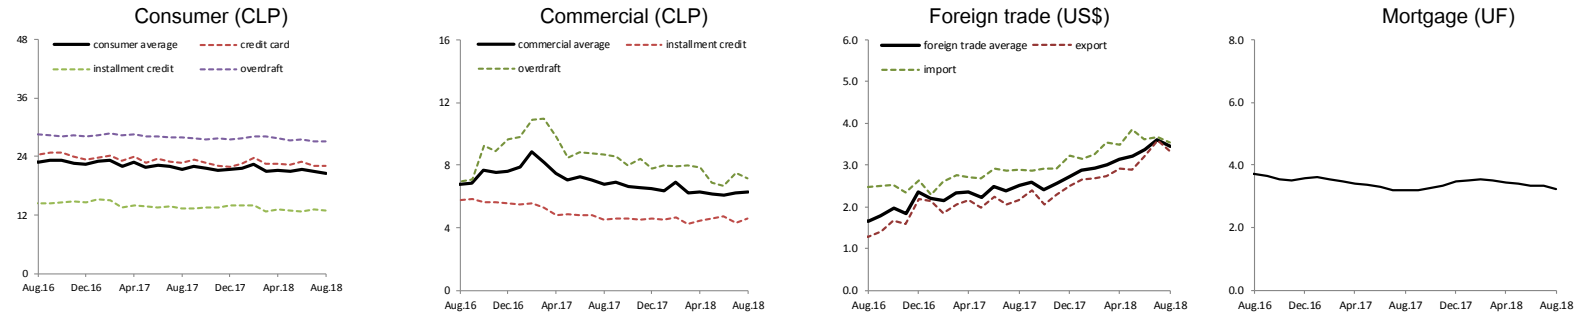 Consumer (CLP)
48
36
24
12
0
consumer average
credit card
installment credit
overdraft
Aug.16 Dec.16 Apr.17 Aug.17 Dec.17 Apr.18 Aug.18
Commercial (CLP)
16
12
8
4
0
commercial average
installment credit
overdraft
Aug.16 Dec.16 Apr.17 Aug.17 Dec.17 Apr.18 Aug.18
Foreign trade (US$)
6.0
5.0
4.0
3.0
2.0
1.0
0.0
foreign trade average
export
import
Aug.16 Dec.16 Apr.17 Aug.17 Dec.17 Apr.18 Aug.18
Mortgage (UF)
8.0
6.0
4.0
2.0
0.0
Aug.16 Dec.16 Apr.17 Aug.17 Dec.17 Apr.18 Aug.18